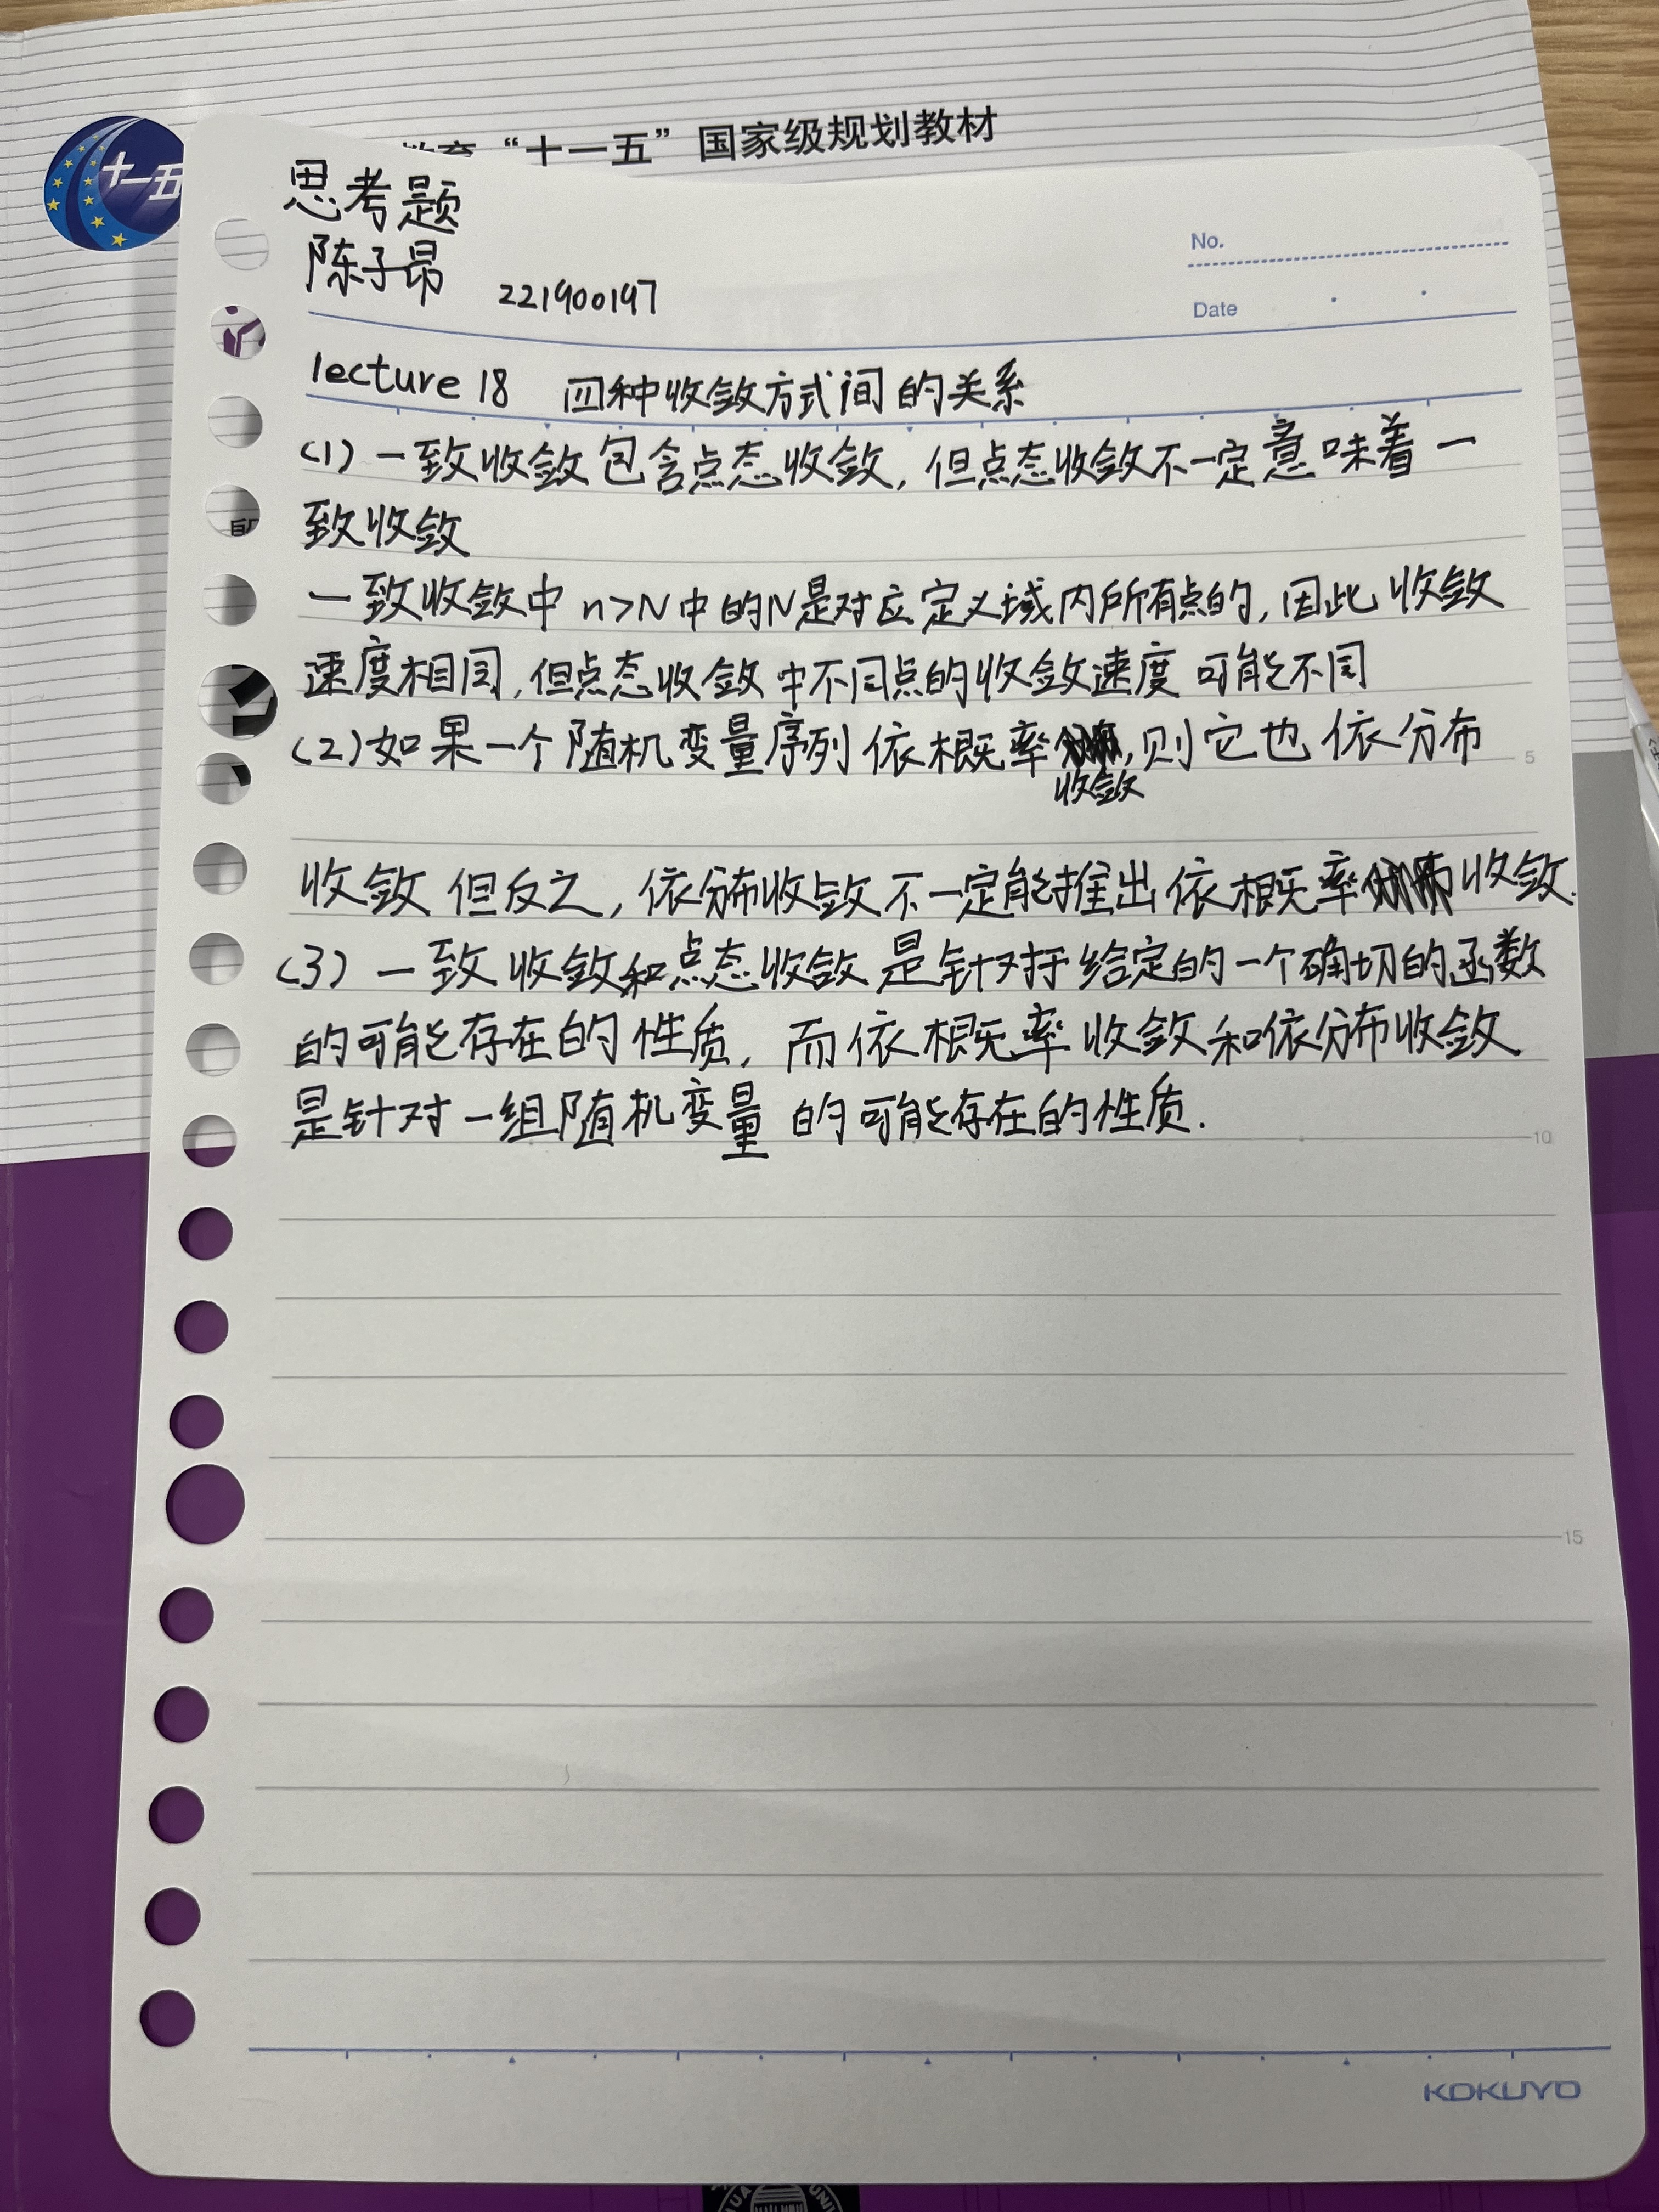 “十一五”国家级规划教材
十一五
思考题
陈子昂 221900197
No.
Date
lecture 18 四种收敛方式间的关系
(1) 一致收敛包含点态收敛, 但点态收敛不一定意味着一
致收敛
一致收敛中 n>N中的N是对应定义域内所有点的, 因此 收敛
速度相同, 但点态收敛中不同点的收敛速度 可能不同
(2) 如果一个随机变量序列依概率收敛, 则它也 依分布
5
收敛 但反之, 依分布收敛不一定能推出依概率收敛.
(3) 一致收敛和点态收敛是针对于给定的一个确切的函数
的可能存在的性质, 而依概率收敛和依分布收敛
是针对一组随机变量 的可能存在的性质.
10
15
KOKUYO